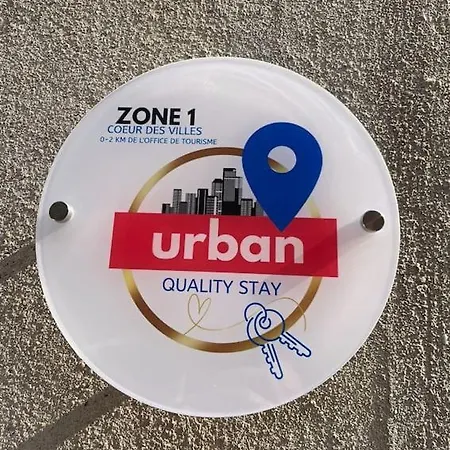 ZONE 1
COEUR DES VILLES
0-2 KM DE L'OFFICE DE TOURISME
urban
QUALITY STAY